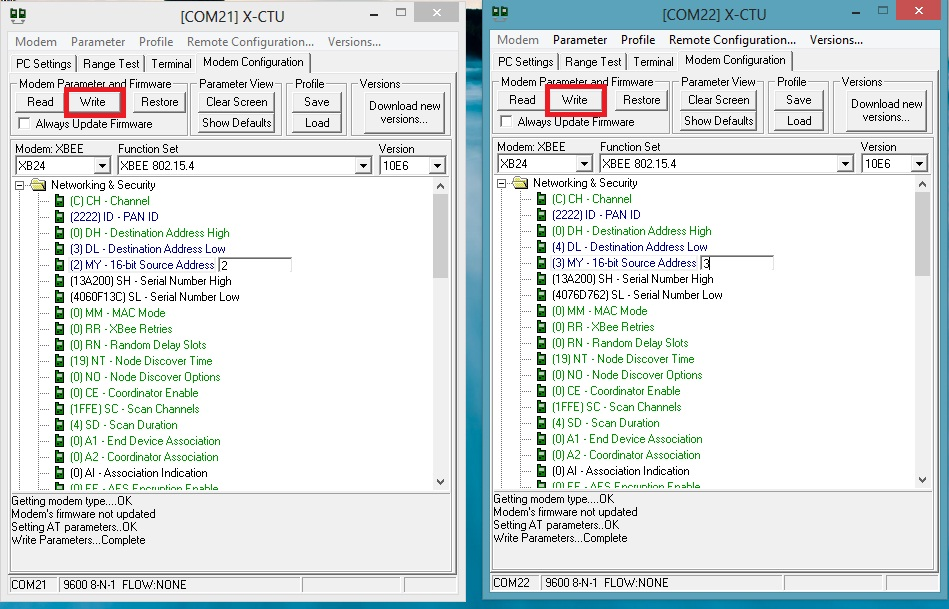 [COM21] X-CTU
Modem Parameter Profile Remote Configuration... Versions...
PC Settings Range Test Terminal Modem Configuration
Modem Parameter and Firmware Parameter View Profile Versions
Read Write Restore Clear Screen Save Download new versions...
Always Update Firmware Show Defaults Load
Modem: XBEE Function Set Version
XB24 XBEE 802.15.4 10E6
Networking & Security
(C) CH - Channel
(2222) ID - PAN ID
(0) DH - Destination Address High
(3) DL - Destination Address Low
(2) MY - 16-bit Source Address 2
(13A200) SH - Serial Number High
(4060F13C) SL - Serial Number Low
(0) MM - MAC Mode
(0) RR - XBee Retries
(0) RN - Random Delay Slots
(19) NT - Node Discover Time
(0) NO - Node Discover Options
(0) CE - Coordinator Enable
(1FFE) SC - Scan Channels
(4) SD - Scan Duration
(0) A1 - End Device Association
(0) A2 - Coordinator Association
(0) AI - Association Indication
(0) EE - AES Encryption Enable
Getting modem type....OK
Modem's firmware not updated
Setting AT parameters..OK
Write Parameters...Complete
COM21 9600 8-N-1 FLOW:NONE
[COM22] X-CTU
Modem Parameter Profile Remote Configuration... Versions...
PC Settings Range Test Terminal Modem Configuration
Modem Parameter and Firmware Parameter View Profile Versions
Read Write Restore Clear Screen Save Download new versions...
Always Update Firmware Show Defaults Load
Modem: XBEE Function Set Version
XB24 XBEE 802.15.4 10E6
Networking & Security
(C) CH - Channel
(2222) ID - PAN ID
(0) DH - Destination Address High
(4) DL - Destination Address Low
(3) MY - 16-bit Source Address 3
(13A200) SH - Serial Number High
(4076D762) SL - Serial Number Low
(0) MM - MAC Mode
(0) RR - XBee Retries
(0) RN - Random Delay Slots
(19) NT - Node Discover Time
(0) NO - Node Discover Options
(0) CE - Coordinator Enable
(1FFE) SC - Scan Channels
(4) SD - Scan Duration
(0) A1 - End Device Association
(0) A2 - Coordinator Association
(0) AI - Association Indication
(0) EE - AES Encryption Enable
Getting modem type....OK
Modem's firmware not updated
Setting AT parameters..OK
Write Parameters...Complete
COM22 9600 8-N-1 FLOW:NONE